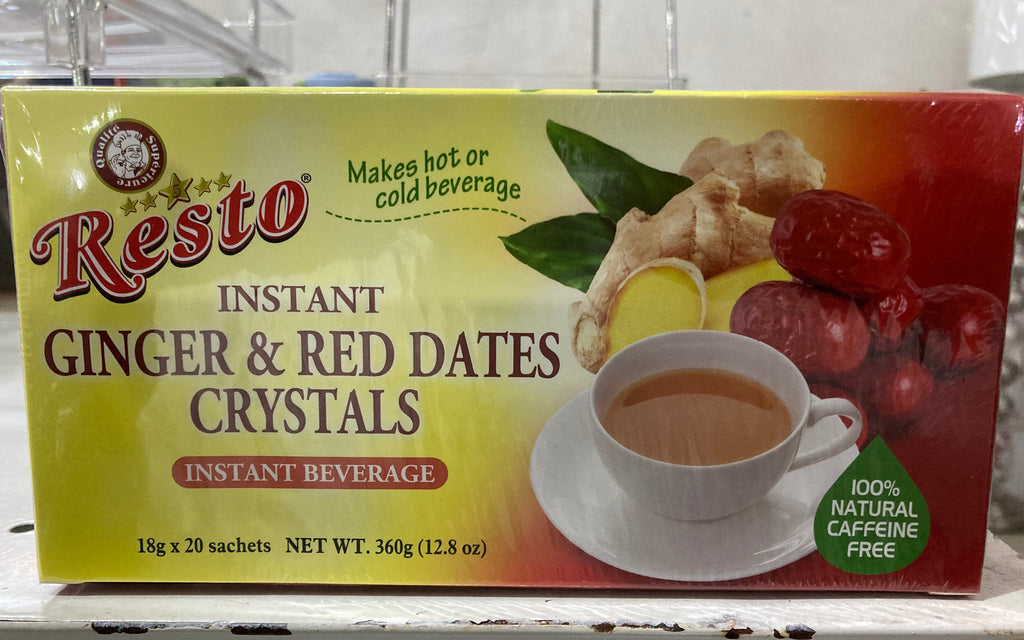 Qualité Supérieure
Resto®
Makes hot or
cold beverage
INSTANT
GINGER & RED DATES
CRYSTALS
INSTANT BEVERAGE
18g x 20 sachets NET WT. 360g (12.8 oz)
100%
NATURAL
CAFFEINE
FREE